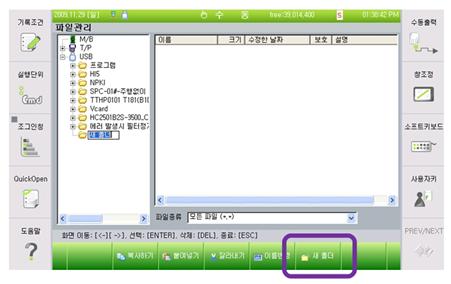 기록조건
2009.11.29 [일]
free:39,014,400
S
01:38:42 PM
수동출력
파일관리
M/B
T/P
USB
프로그램
HIS
NPKI
SPC-01#-주행없이
TTHP0101 T181(B1(
Vcard
HC2501B2S-3500_C
에러 발생시 필터정
새 폴더
이름 크기 수정한 날짜 보호 설명
실행단위
Cmd
창조정
조그인칭
소프트키보드
QuickOpen
사용자키
파일종류 모든 파일 (*.*)
도움말
화면 이동: [<-][ ->], 선택: [ENTER], 삭제: [DEL], 종료: [ESC]
PREV/NEXT
복사하기 붙여넣기 잘라내기 이름변경 새 폴더